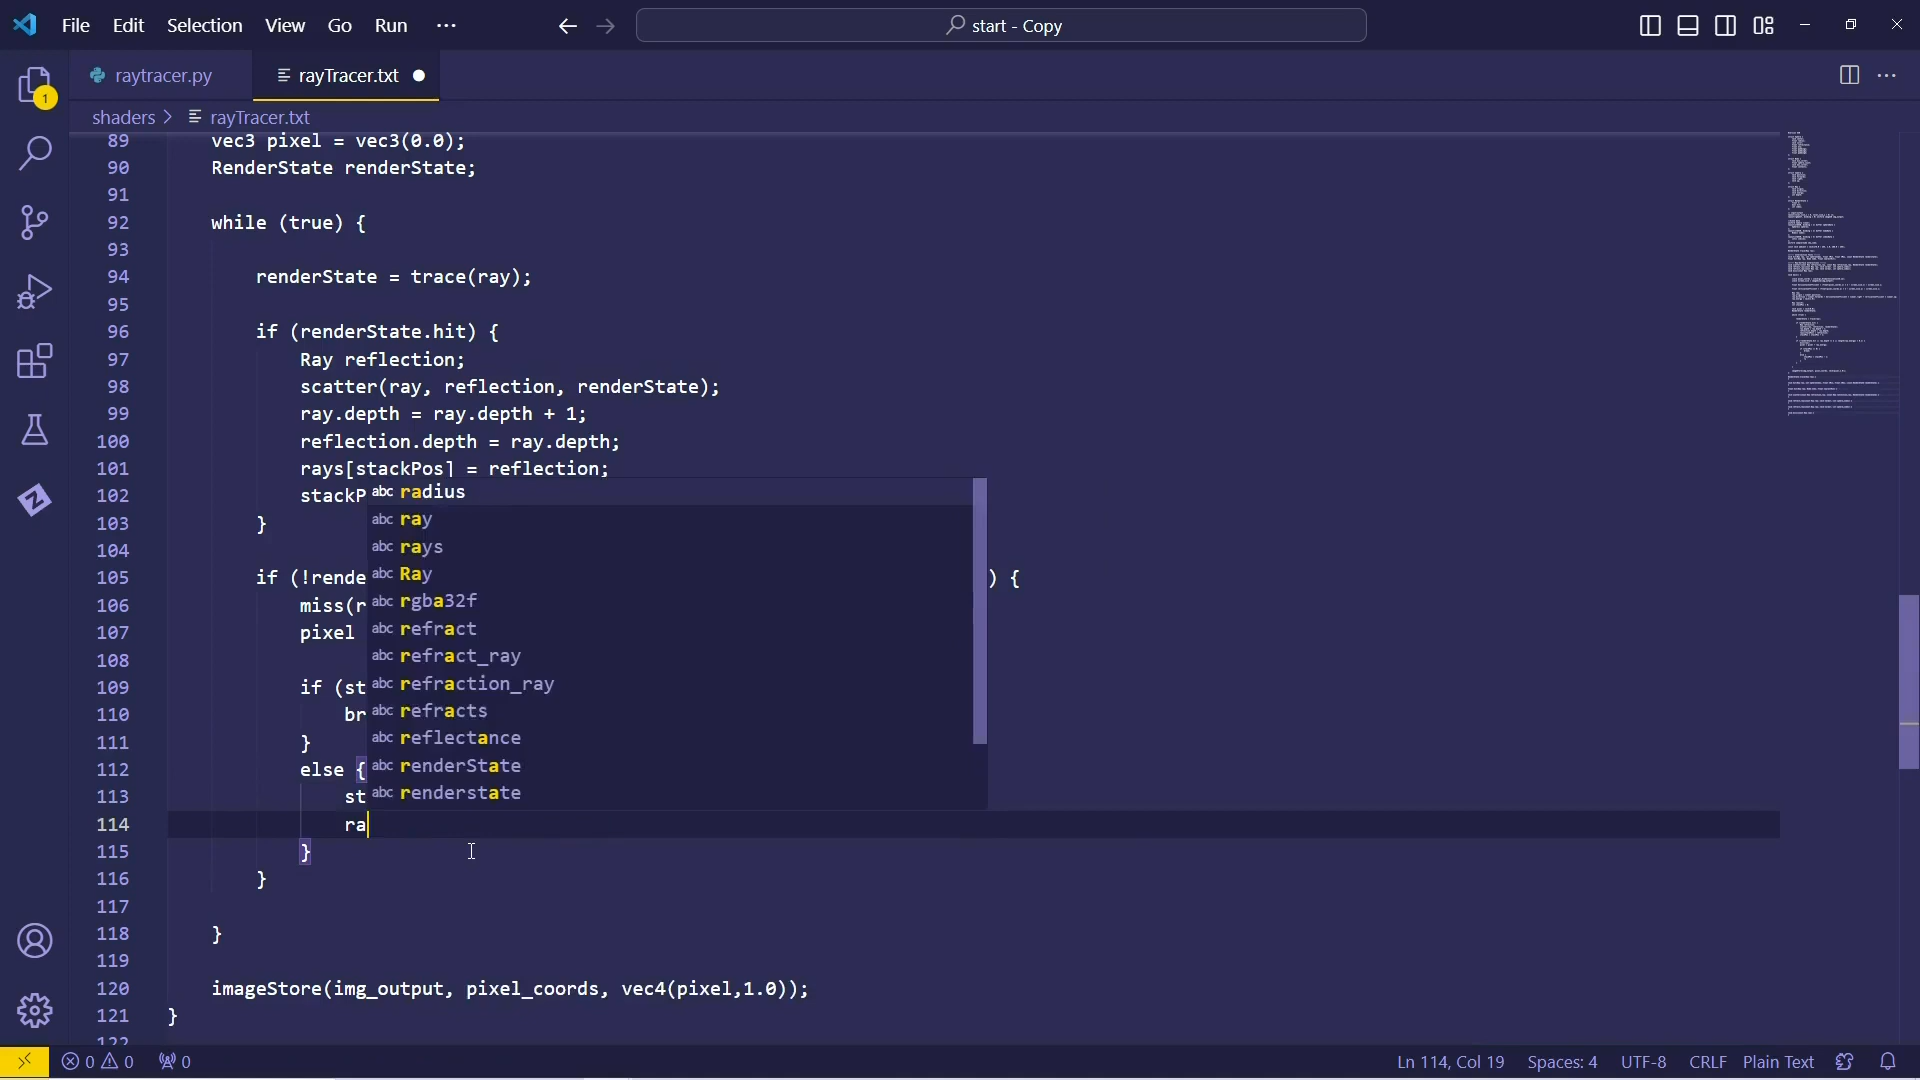 File Edit Selection View Go Run ···
start - Copy
raytracer.py
rayTracer.txt
1
shaders > rayTracer.txt
89 vec3 pixel = vec3(0.0);
90 RenderState renderState;
91
92 while (true) {
93
94 renderState = trace(ray);
95
96 if (renderState.hit) {
97 Ray reflection;
98 scatter(ray, reflection, renderState);
99 ray.depth = ray.depth + 1;
100 reflection.depth = ray.depth;
101 rays[stackPos] = reflection;
102 stackP
abc radius
103 }
abc ray
104
abc rays
105 if (!rende ) {
abc Ray
106 miss(r
abc rgba32f
107 pixel
abc refract
108
abc refract_ray
109 if (st
abc refraction_ray
110 br
abc refracts
111 }
abc reflectance
112 else {
abc renderState
113 st
abc renderstate
114 ra
115 }
116 }
117
118 }
119
120 imageStore(img_output, pixel_coords, vec4(pixel,1.0));
121 }
122
0 0 0
Ln 114, Col 19 Spaces: 4 UTF-8 CRLF Plain Text